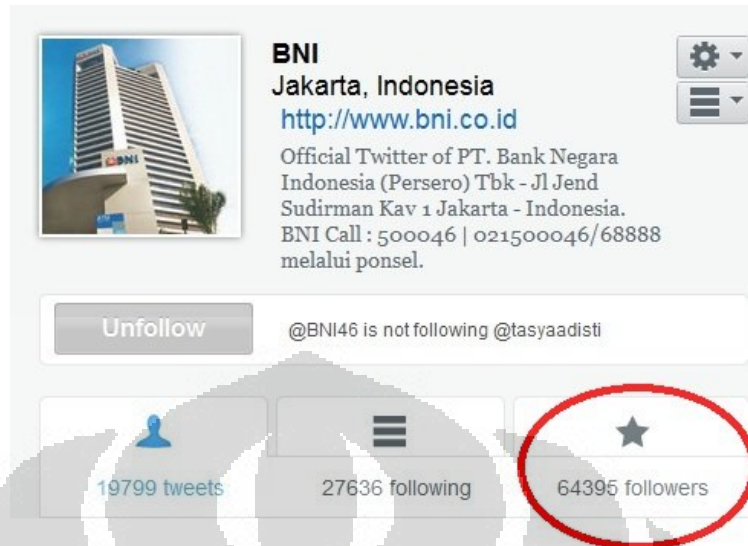 BNI
Jakarta, Indonesia
http://www.bni.co.id
Official Twitter of PT. Bank Negara
Indonesia (Persero) Tbk - Jl Jend
Sudirman Kav 1 Jakarta - Indonesia.
BNI Call : 500046 | 021500046/68888
melalui ponsel.
BNI
Unfollow
@BNI46 is not following @tasyaadisti
19799 tweets
27636 following
64395 followers